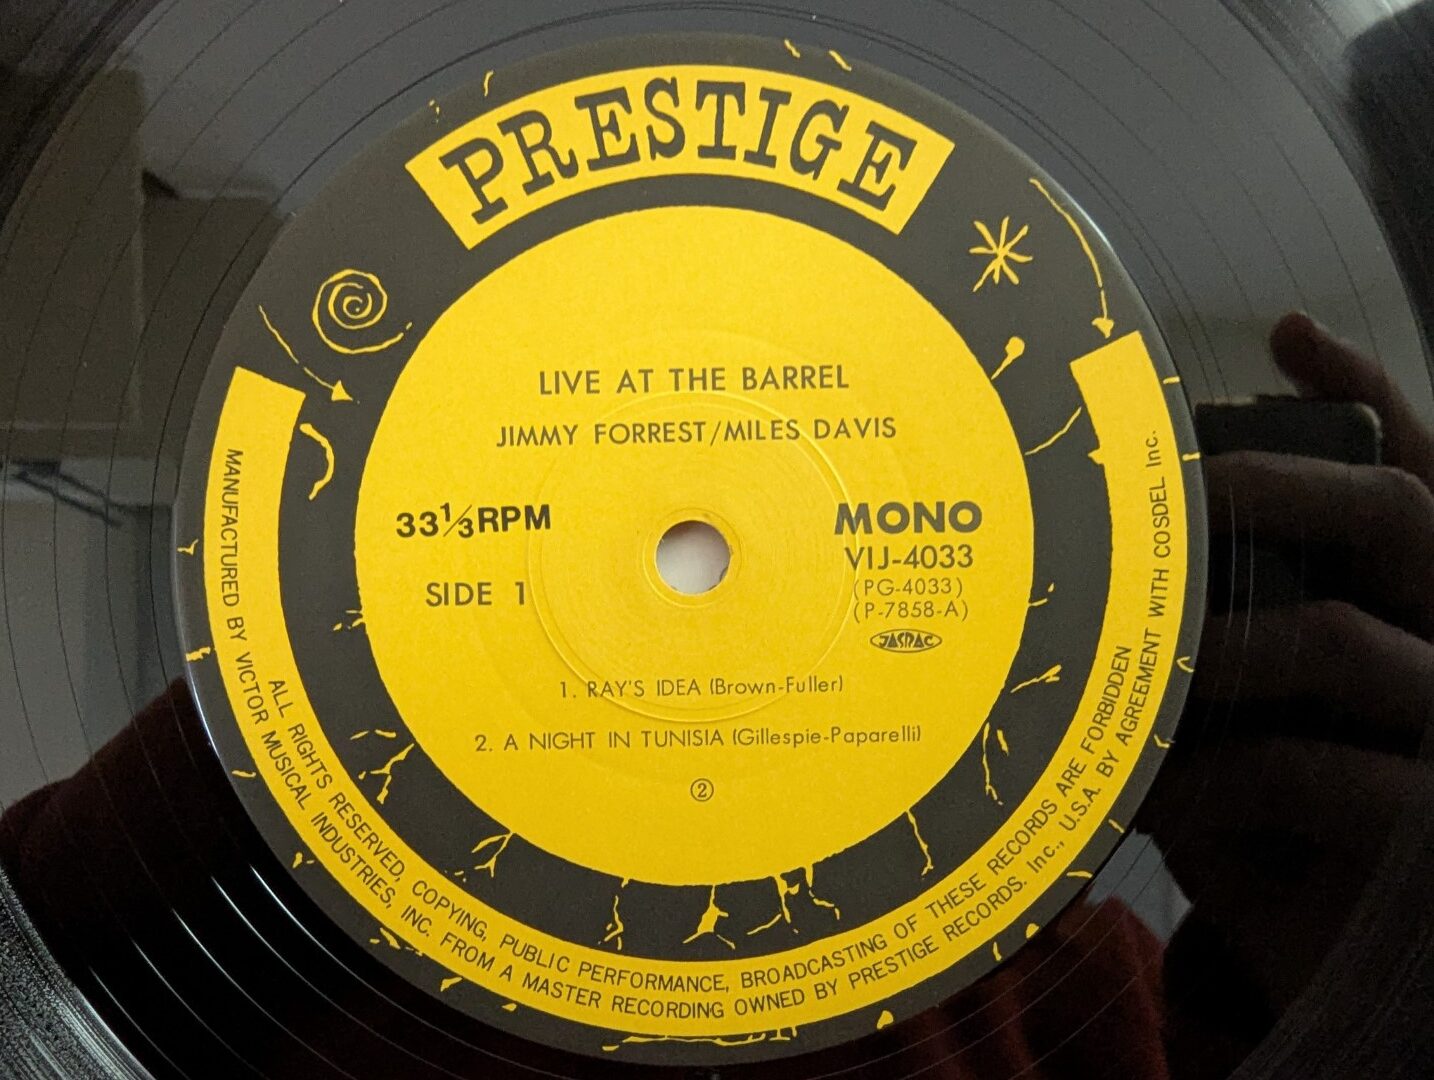 PRESTIGE
LIVE AT THE BARREL
JIMMY FORREST/MILES DAVIS
33⅓RPM
SIDE 1
MONO
VIJ-4033
(PG-4033)
(P-7858-A)
JASRAC
1. RAY'S IDEA (Brown-Fuller)
2. A NIGHT IN TUNISIA (Gillespie-Paparelli)
②
ALL RIGHTS RESERVED, COPYING, PUBLIC PERFORMANCE, BROADCASTING OF THESE RECORDS ARE FORBIDDEN
MANUFACTURED BY VICTOR MUSICAL INDUSTRIES, INC. FROM A MASTER RECORDING OWNED BY PRESTIGE RECORDS. Inc., U.S.A. BY AGREEMENT WITH COSDEL Inc.